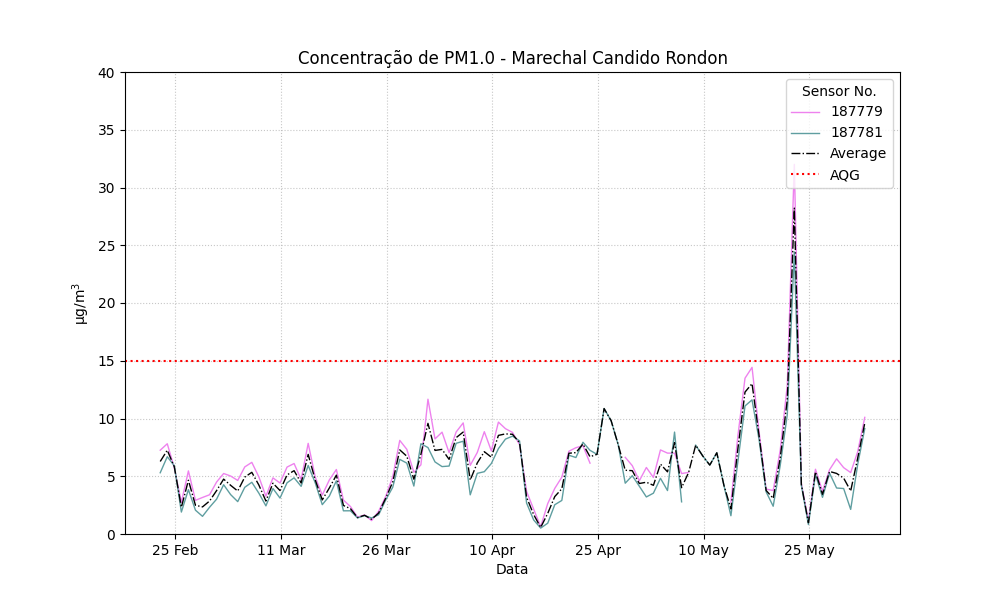 Concentração de PM1.0 - Marechal Candido Rondon
40
35
30
25
20
15
10
5
0
µg/m³
25 Feb
11 Mar
26 Mar
10 Apr
25 Apr
10 May
25 May
Data
Sensor No.
187779
187781
Average
AQG